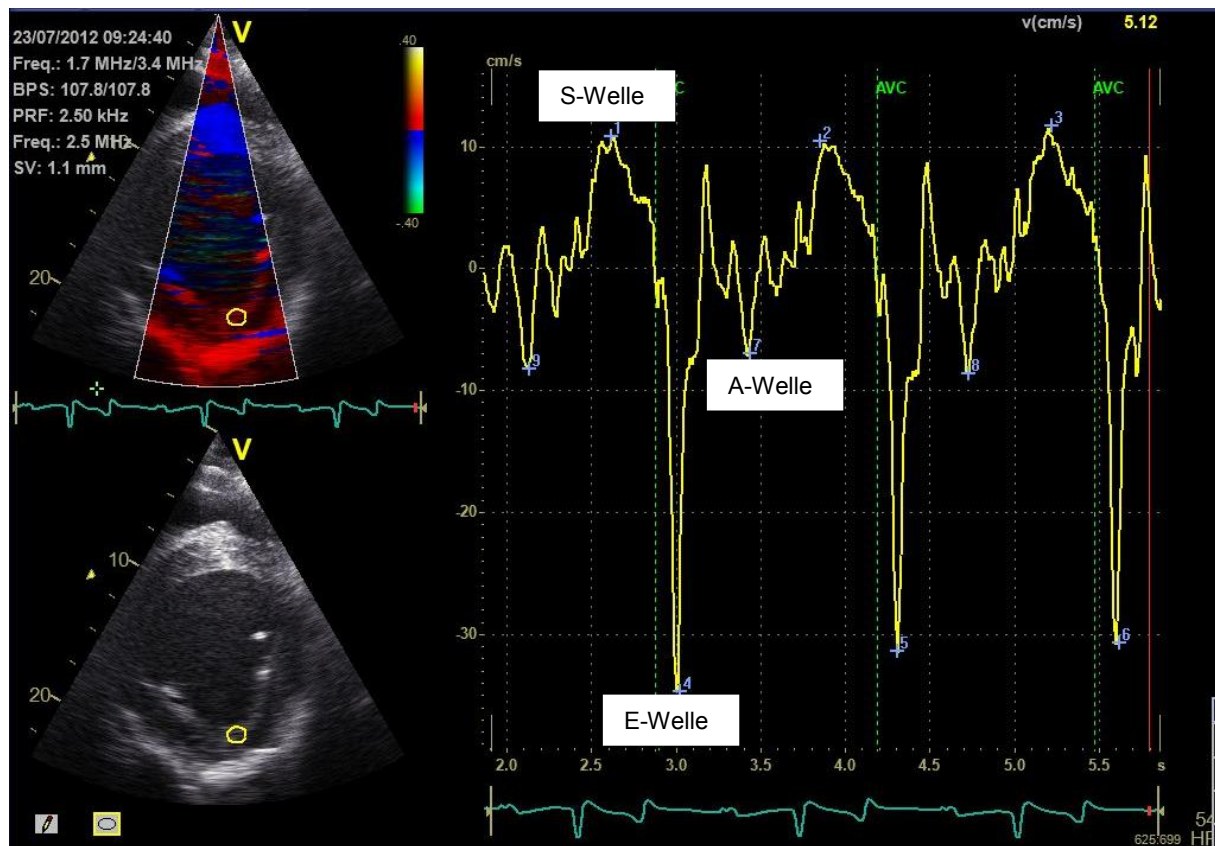 23/07/2012 09:24:40
Freq.: 1.7 MHz/3.4 MHz
BPS: 107.8/107.8
PRF: 2.50 kHz
Freq.: 2.5 MHz
SV: 1.1 mm
V
.40
-.40
20
V
10
20
v(cm/s) 5.12
cm/s
S-Welle
AVC
AVC
10
0
-10
-20
-30
1
2
3
9
7
8
A-Welle
4
5
6
E-Welle
2.0 2.5 3.0 3.5 4.0 4.5 5.0 5.5 s
54
625:699 HR